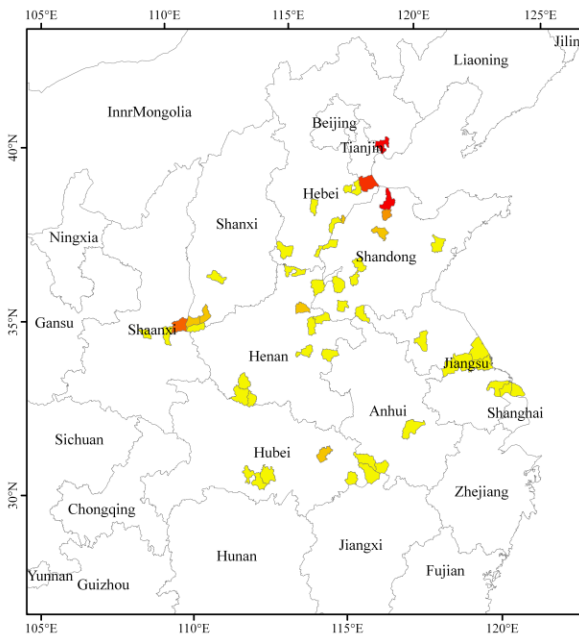 105°E 110°E 115°E 120°E 125°E
Jilin
Liaoning
InnrMongolia
Beijing
40°N
Tianjin
Hebei
Shanxi
Ningxia
Shandong
35°N
Gansu
Shaanxi
Henan
Jiangsu
Anhui
Shanghai
Sichuan
Hubei
30°N
Zhejiang
Chongqing
Hunan
Jiangxi
Yunnan
Guizhou
Fujian
105°E 110°E 115°E 120°E